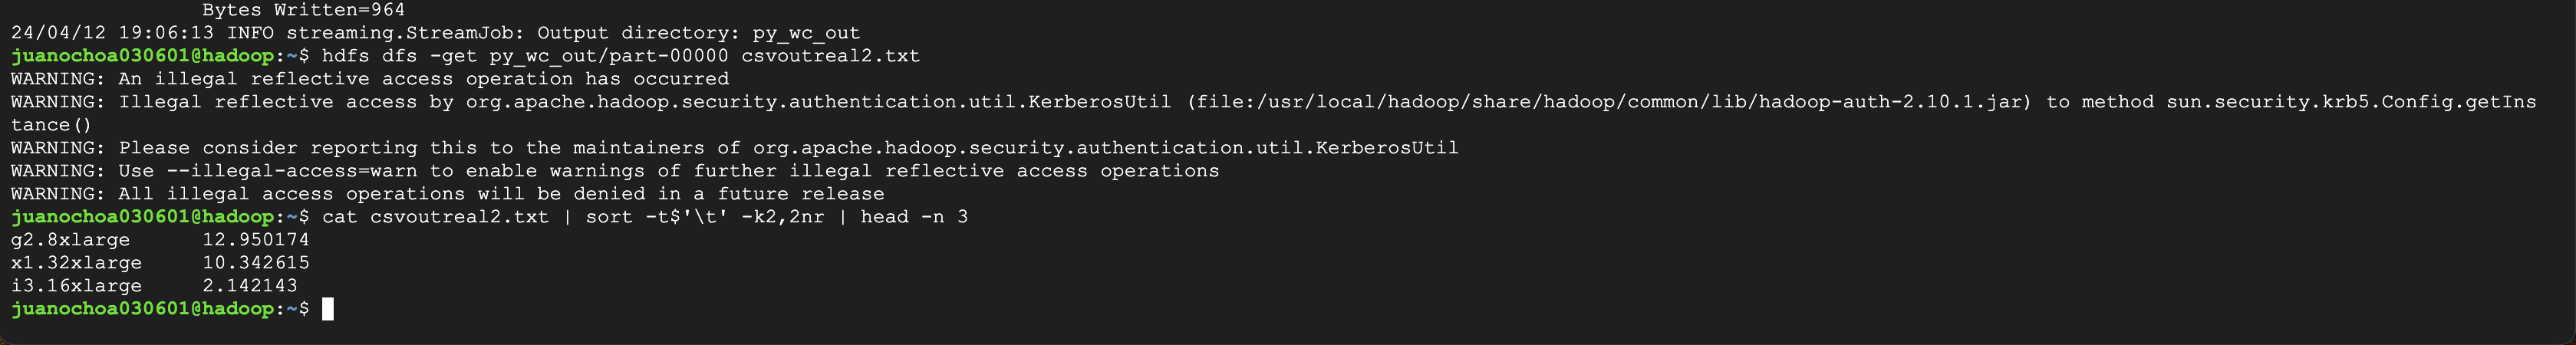 Bytes Written=964
24/04/12 19:06:13 INFO streaming.StreamJob: Output directory: py_wc_out
juanochoa030601@hadoop:~$ hdfs dfs -get py_wc_out/part-00000 csvoutreal2.txt
WARNING: An illegal reflective access operation has occurred
WARNING: Illegal reflective access by org.apache.hadoop.security.authentication.util.KerberosUtil (file:/usr/local/hadoop/share/hadoop/common/lib/hadoop-auth-2.10.1.jar) to method sun.security.krb5.Config.getIns
tance()
WARNING: Please consider reporting this to the maintainers of org.apache.hadoop.security.authentication.util.KerberosUtil
WARNING: Use --illegal-access=warn to enable warnings of further illegal reflective access operations
WARNING: All illegal access operations will be denied in a future release
juanochoa030601@hadoop:~$ cat csvoutreal2.txt | sort -t$'\t' -k2,2nr | head -n 3
g2.8xlarge      12.950174
x1.32xlarge     10.342615
i3.16xlarge     2.142143
juanochoa030601@hadoop:~$